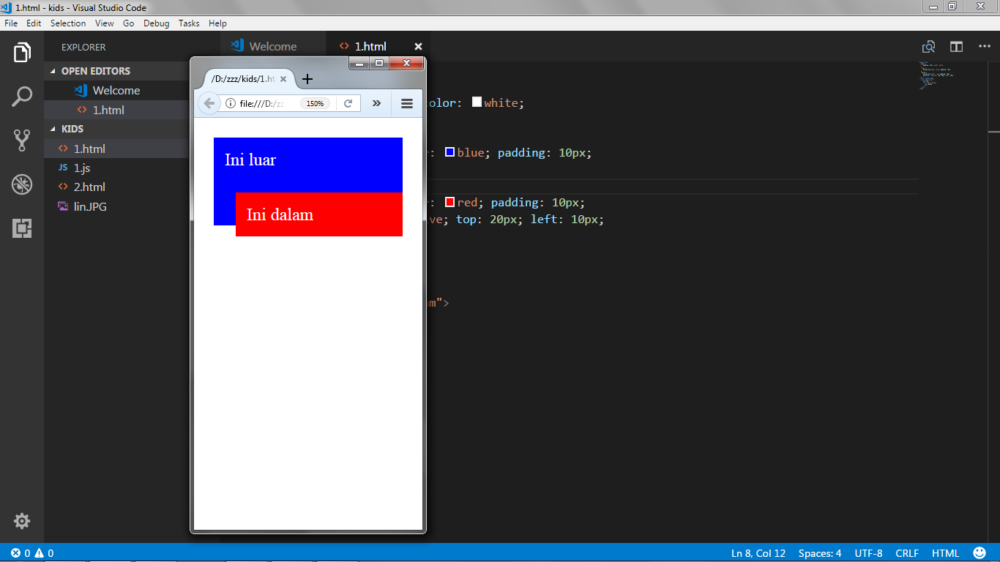 1.html - kids - Visual Studio Code
File Edit Selection View Go Debug Tasks Help
EXPLORER
OPEN EDITORS
Welcome
1.html
KIDS
1.html
JS 1.js
2.html
lin.JPG
Welcome 1.html
/D:/zzz/kids/1.ht
file:///D:/zz 150%
Ini luar
Ini dalam
olor: white;
: blue; padding: 10px;
: red; padding: 10px;
ve; top: 20px; left: 10px;
m">
0 0
Ln 8, Col 12 Spaces: 4 UTF-8 CRLF HTML